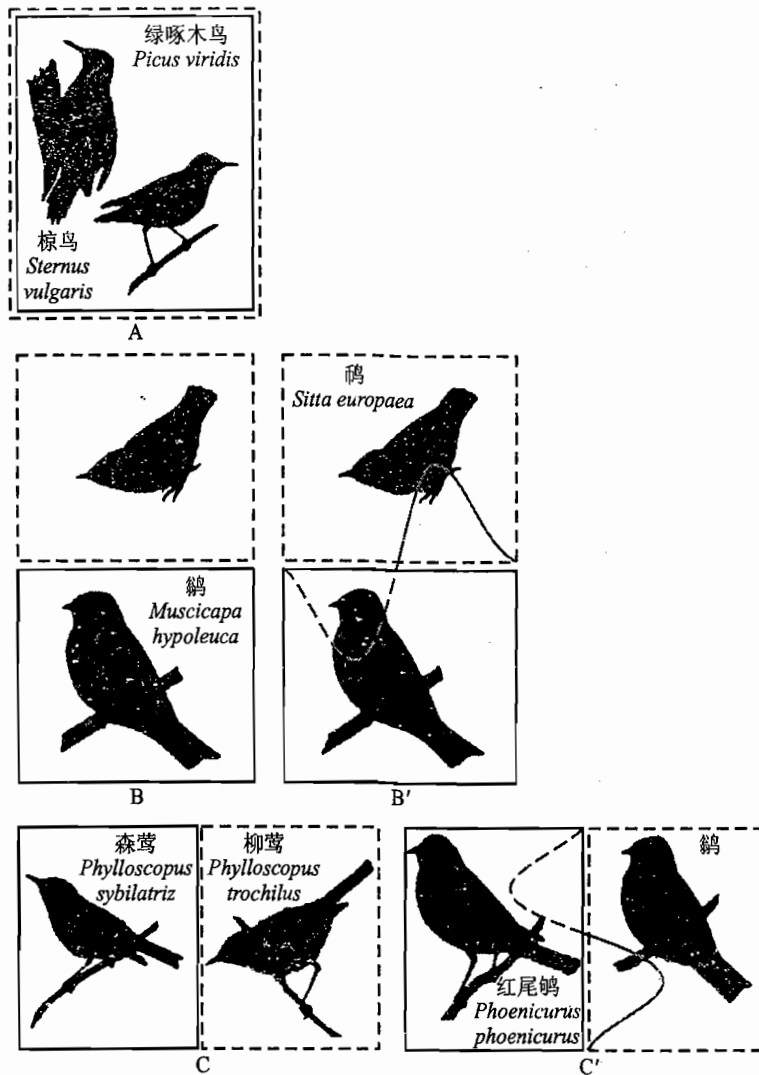 绿啄木鸟
Picus viridis
椋鸟
Sternus
vulgaris
A
䴓
Sitta europaea
鹟
Muscicapa
hypoleuca
B
B′
森莺
Phylloscopus
sybilatriz
柳莺
Phylloscopus
trochilus
C
鹟
红尾鸲
Phoenicurus
phoenicurus
C′